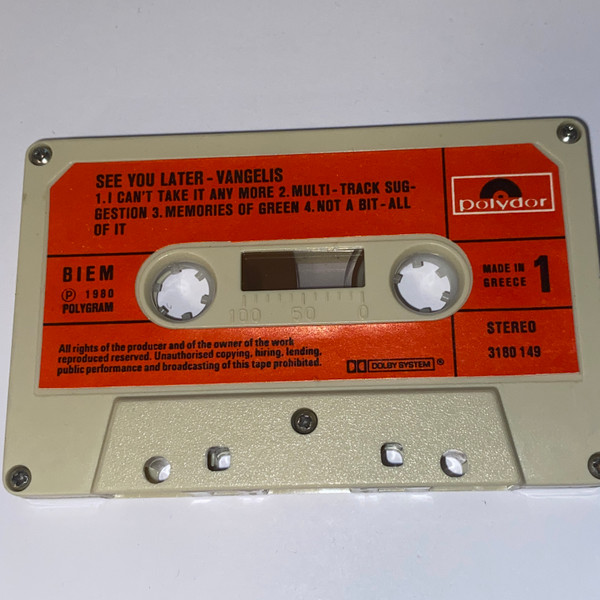 SEE YOU LATER - VANGELIS
1. I CAN'T TAKE IT ANY MORE 2. MULTI - TRACK SUG-
GESTION 3. MEMORIES OF GREEN 4. NOT A BIT - ALL
OF IT
polydor
BIEM
℗ 1980
POLYGRAM
100 50 0
MADE IN
GREECE
1
STEREO
3180 149
All rights of the producer and of the owner of the work
reproduced reserved. Unauthorised copying, hiring, lending,
public performance and broadcasting of this tape prohibited.
DOLBY SYSTEM ®